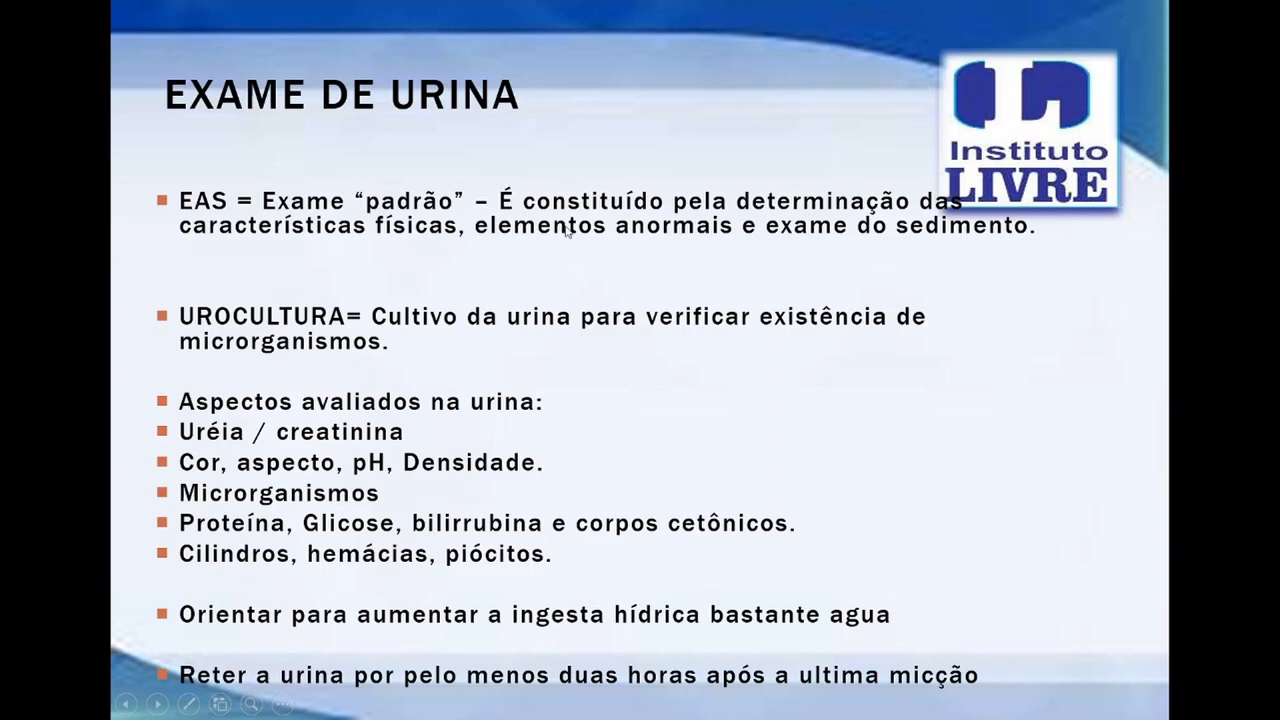 EXAME DE URINA
Instituto
LIVRE
EAS = Exame “padrão” – É constituído pela determinação das
características físicas, elementos anormais e exame do sedimento.
UROCULTURA= Cultivo da urina para verificar existência de
microrganismos.
Aspectos avaliados na urina:
Uréia / creatinina
Cor, aspecto, pH, Densidade.
Microrganismos
Proteína, Glicose, bilirrubina e corpos cetônicos.
Cilindros, hemácias, piócitos.
Orientar para aumentar a ingesta hídrica bastante agua
Reter a urina por pelo menos duas horas após a ultima micção